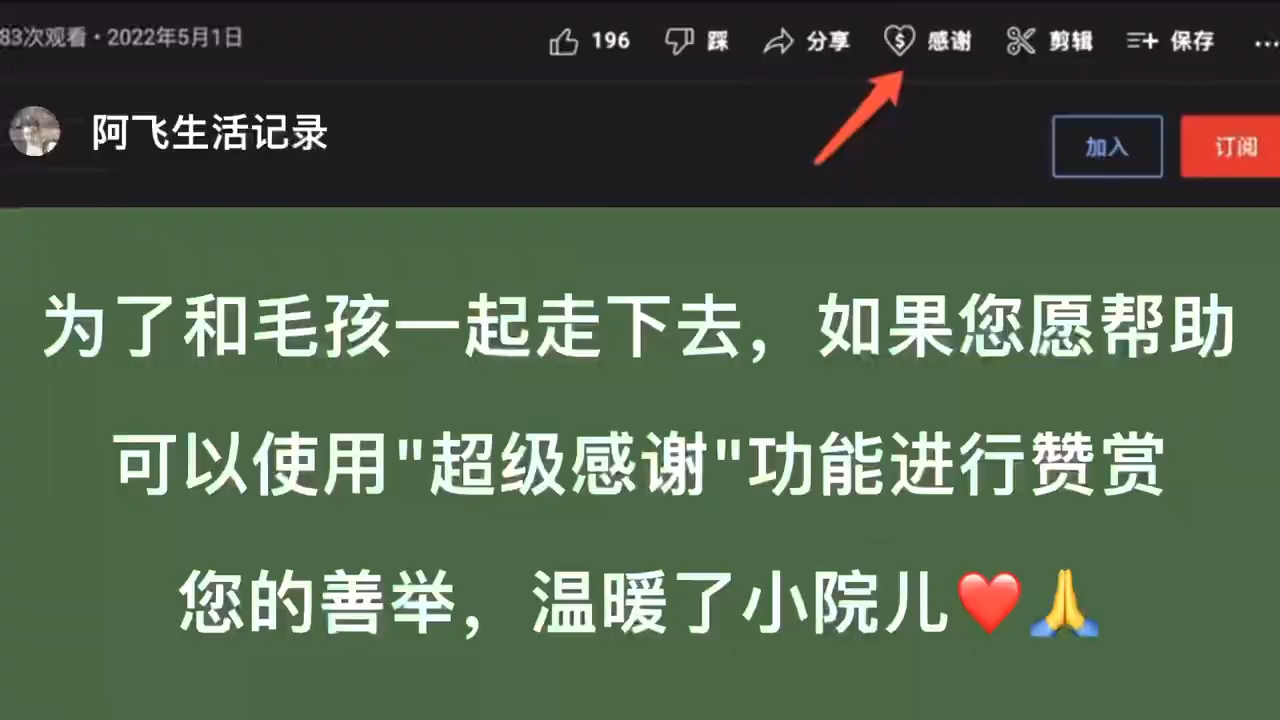 83次观看・2022年5月1日 196 踩 分享 $ 感谢 剪辑 保存 ...
阿飞生活记录 加入 订阅
为了和毛孩一起走下去，如果您愿帮助
可以使用"超级感谢"功能进行赞赏
您的善举，温暖了小院儿❤️🙏